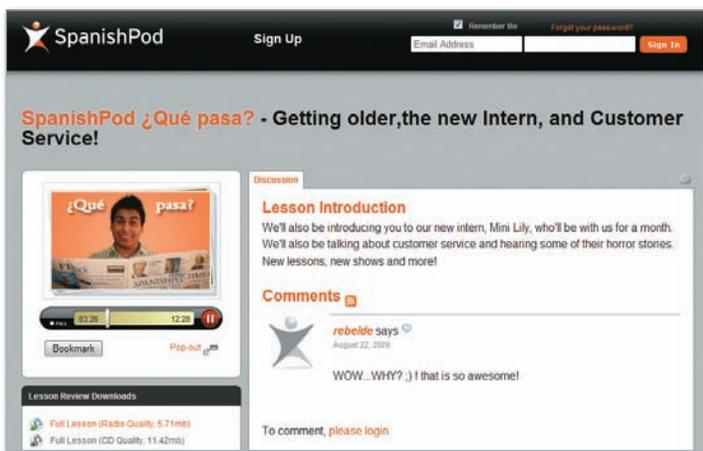 SpanishPod
Sign Up
Remember Me
Forgot your password?
Email Address
Sign In
SpanishPod ¿Qué pasa? - Getting older,the new Intern, and Customer
Service!
¿Qué pasa?
SPANISHPOD TIMES
FULL
03:26
12:28
Bookmark
Pop-out
Lesson Review Downloads
Full Lesson (Radio Quality, 5.71mb)
Full Lesson (CD Quality, 11.42mb)
Discussion
Lesson Introduction
We'll also be introducing you to our new intern, Mini Lily, who'll be with us for a month.
We'll also be talking about customer service and hearing some of their horror stories.
New lessons, new shows and more!
Comments
rebelde says
August 22, 2009
WOW...WHY? ;) ! that is so awesome!
To comment, please login.